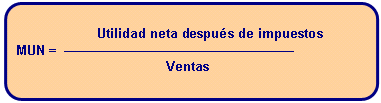 Utilidad neta después de impuestos
MUN =
Ventas